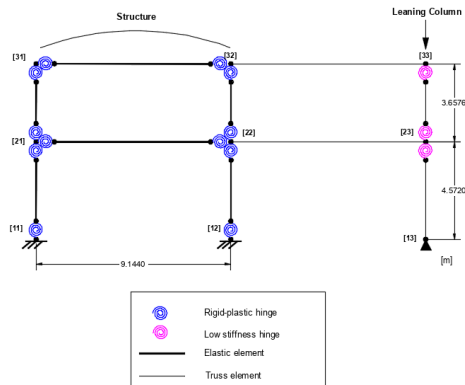 Structure
Leaning Column
[31]
[32]
[33]
3.6576
[21]
[22]
[23]
4.5720
[11]
[12]
[13]
[m]
9.1440
Rigid-plastic hinge
Low stiffness hinge
Elastic element
Truss element